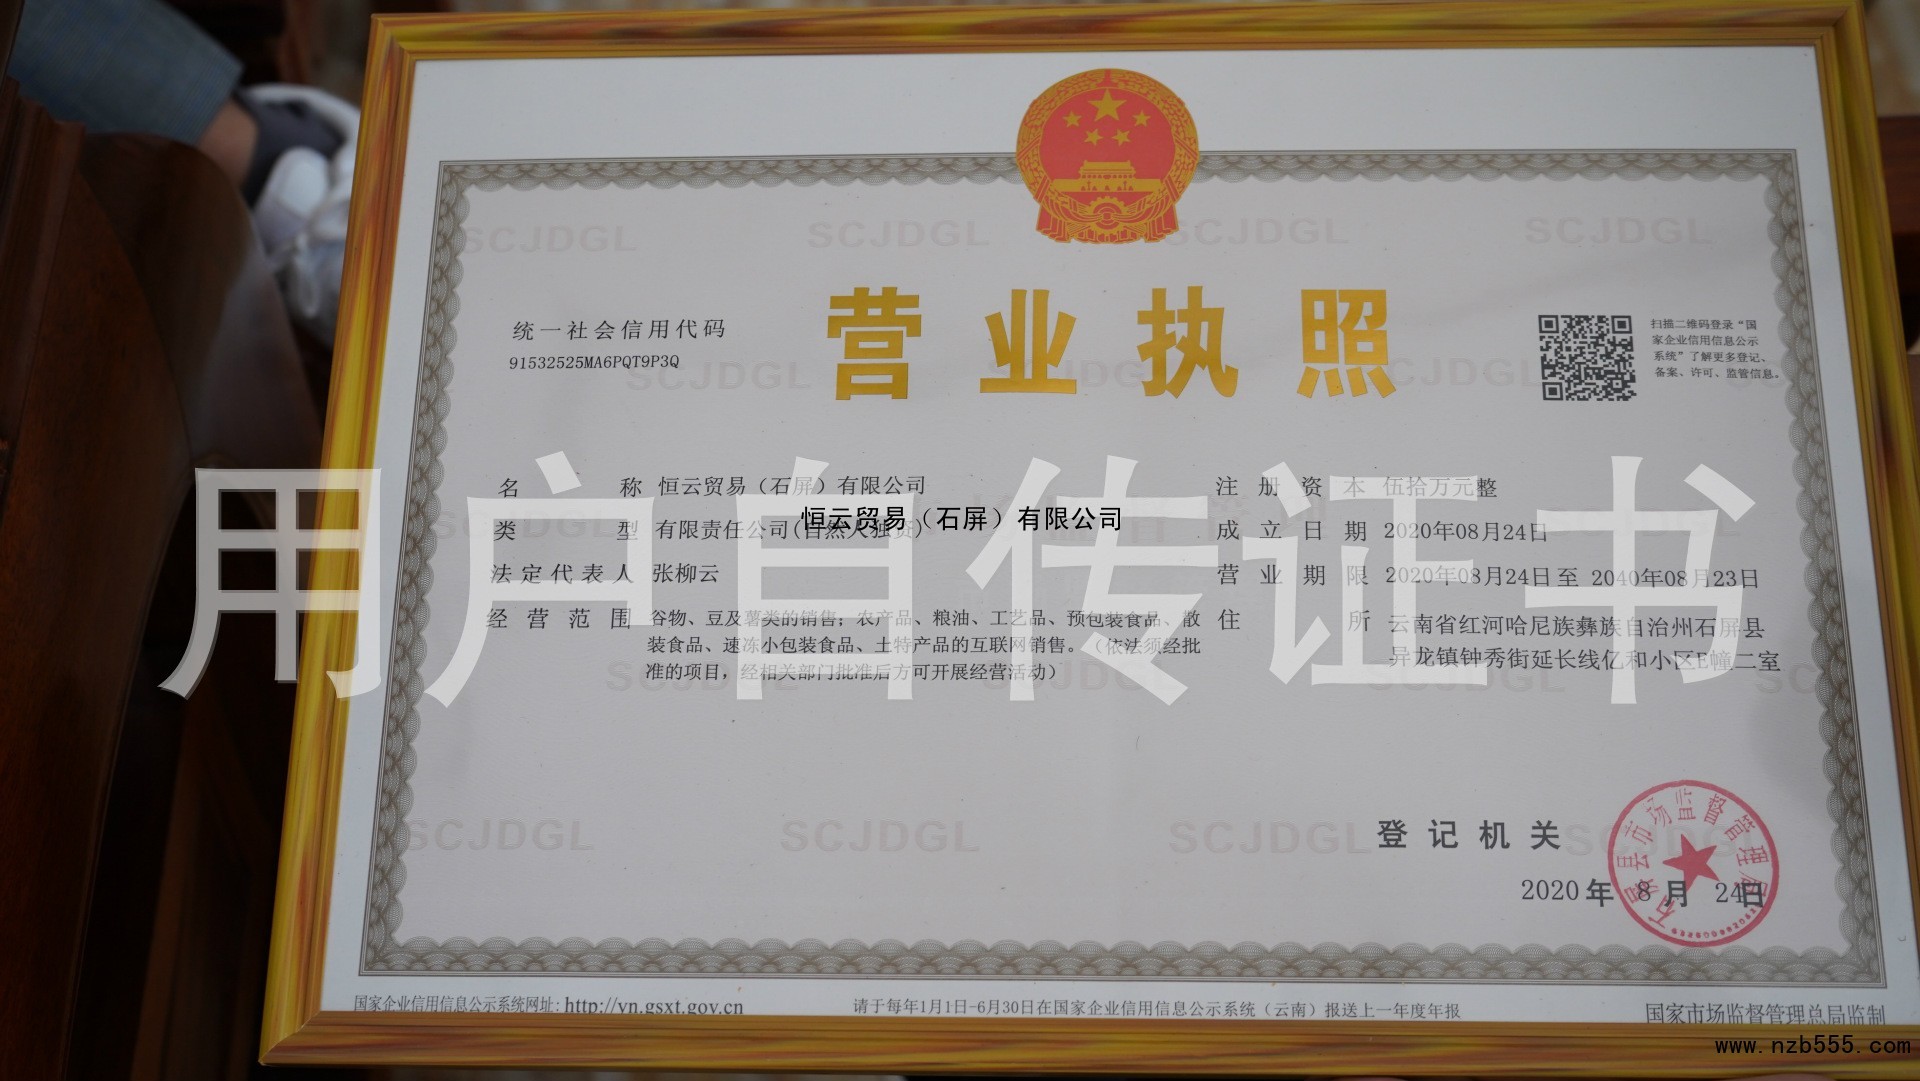 统一社会信用代码
91532525MA6PQT9P3Q
营业执照
扫描二维码登录“国
家企业信用信息公示
系统”了解更多登记、
备案、许可、监管信息。
名称 恒云贸易（石屏）有限公司
类型 有限责任公司(自然人独资)
法定代表人 张柳云
经营范围 谷物、豆及薯类的销售；农产品、粮油、工艺品、预包装食品、散
装食品、速冻小包装食品、土特产品的互联网销售。（依法须经批
准的项目，经相关部门批准后方可开展经营活动）
注册资本 伍拾万元整
成立日期 2020年08月24日
营业期限 2020年08月24日至 2040年08月23日
住所 云南省红河哈尼族彝族自治州石屏县
异龙镇钟秀街延长线亿和小区E幢二室
恒云贸易（石屏）有限公司
用户自传证书
登记机关
2020年8月24日
石屏县市场监督管理局
国家企业信用信息公示系统网址：http://yn.gsxt.gov.cn
请于每年1月1日-6月30日在国家企业信用信息公示系统（云南）报送上一年度年报
国家市场监督管理总局监制
www.nzb555.com
SCJDGL
SCJDGL
SCJDGL
SCJDGL
SCJDGL
SCJDGL
SCJDGL
SCJDGL